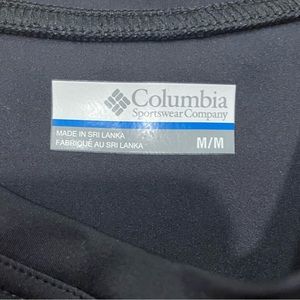 Columbia
Sportswear Company
MADE IN SRI LANKA
FABRIQUÉ AU SRI LANKA
M/M